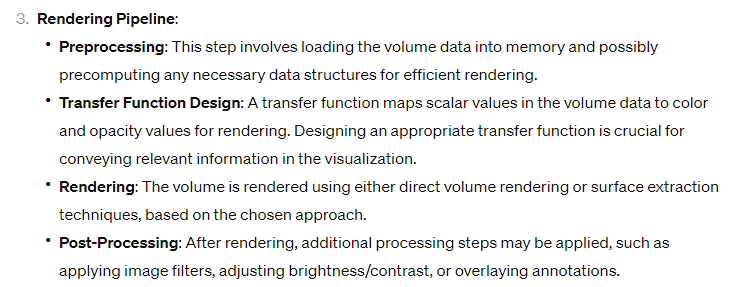 3. Rendering Pipeline:
• Preprocessing: This step involves loading the volume data into memory and possibly
precomputing any necessary data structures for efficient rendering.
• Transfer Function Design: A transfer function maps scalar values in the volume data to color
and opacity values for rendering. Designing an appropriate transfer function is crucial for
conveying relevant information in the visualization.
• Rendering: The volume is rendered using either direct volume rendering or surface extraction
techniques, based on the chosen approach.
• Post-Processing: After rendering, additional processing steps may be applied, such as
applying image filters, adjusting brightness/contrast, or overlaying annotations.